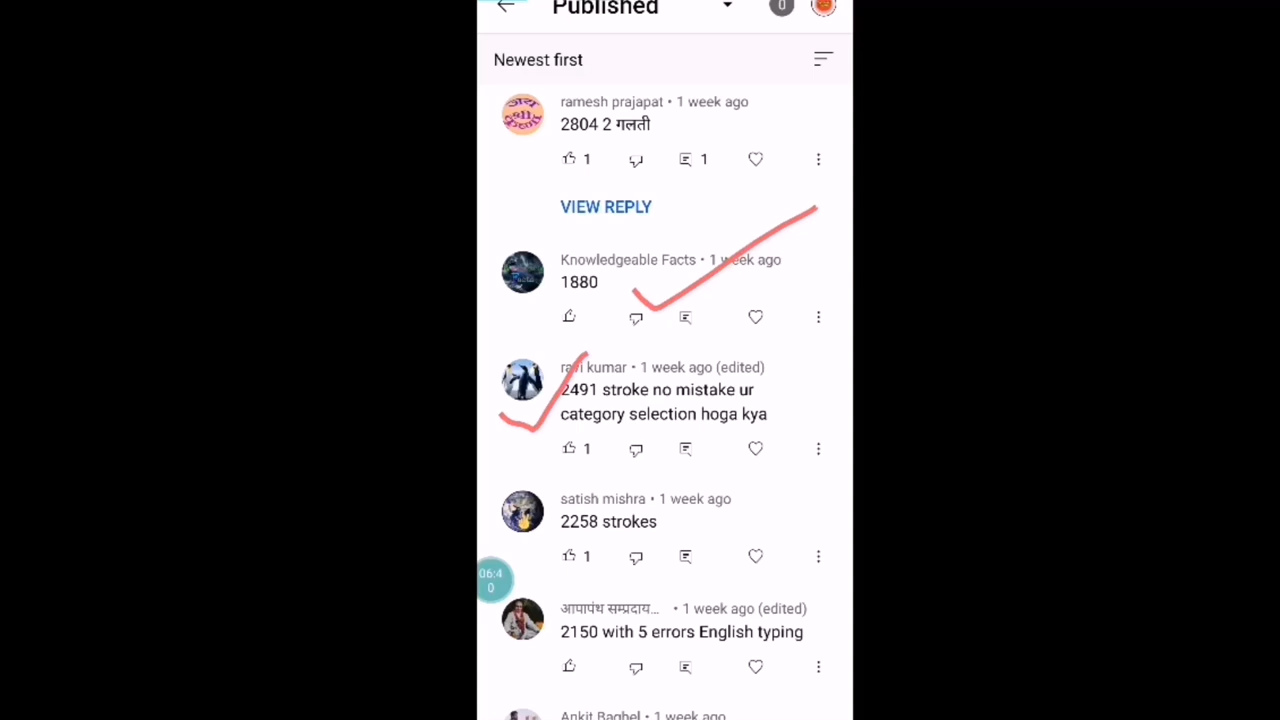 Published
0
Newest first
ramesh prajapat • 1 week ago
2804 2 गलती
1
1
VIEW REPLY
Knowledgeable Facts • 1 week ago
1880
ravi kumar • 1 week ago (edited)
2491 stroke no mistake ur
category selection hoga kya
1
satish mishra • 1 week ago
2258 strokes
1
06:4
0
आपापंथ सम्प्रदाय... • 1 week ago (edited)
2150 with 5 errors English typing
Ankit Baghel • 1 week ago